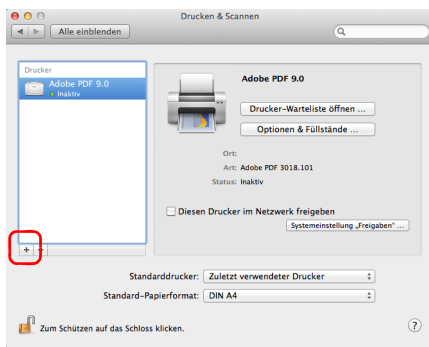 Drucken & Scannen
Alle einblenden
Drucker
Adobe PDF 9.0
Inaktiv
Adobe PDF 9.0
Drucker-Warteliste öffnen ...
Optionen & Füllstände ...
Ort:
Art: Adobe PDF 3018.101
Status: Inaktiv
Diesen Drucker im Netzwerk freigeben
Systemeinstellung „Freigaben“ ...
+ −
Standarddrucker: Zuletzt verwendeter Drucker
Standard-Papierformat: DIN A4
Zum Schützen auf das Schloss klicken.
?